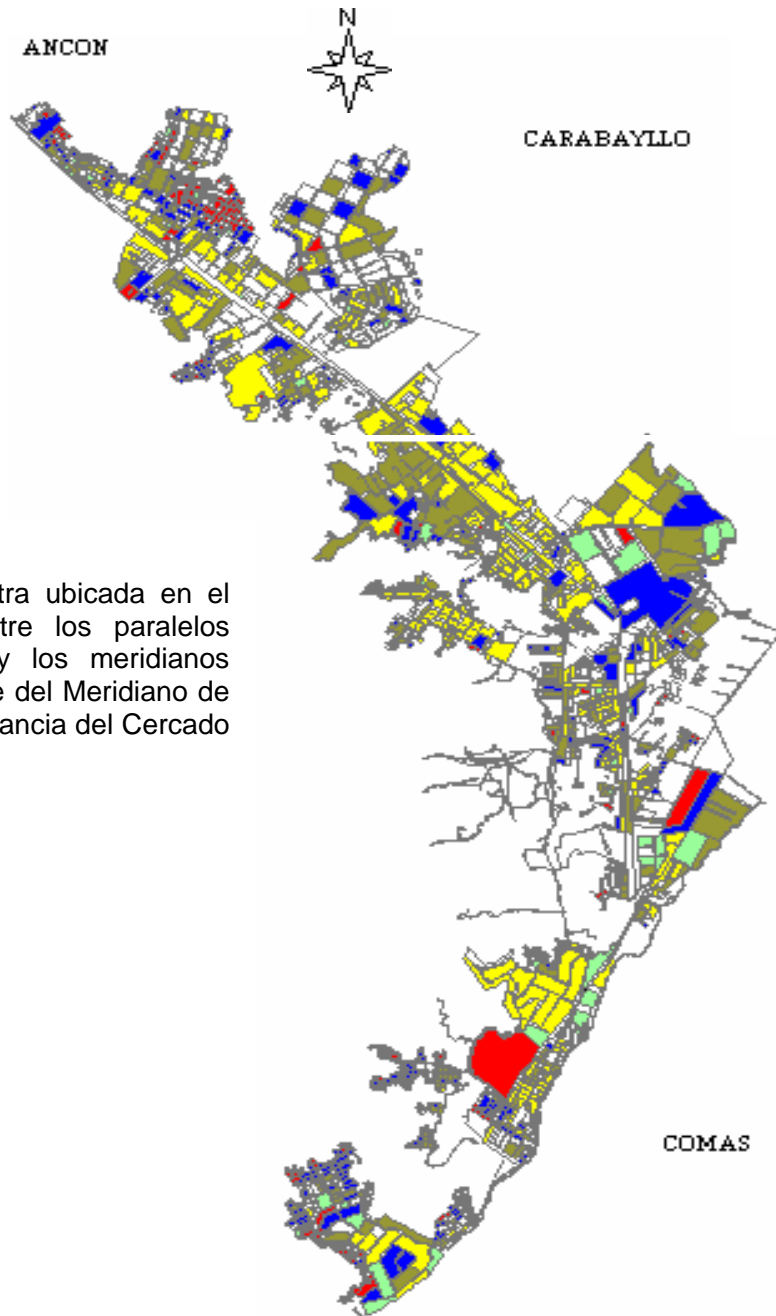 N
ANCON
CARABAYLLO
tra ubicada en el
tre los paralelos
y los meridianos
e del Meridiano de
ancia del Cercado
COMAS